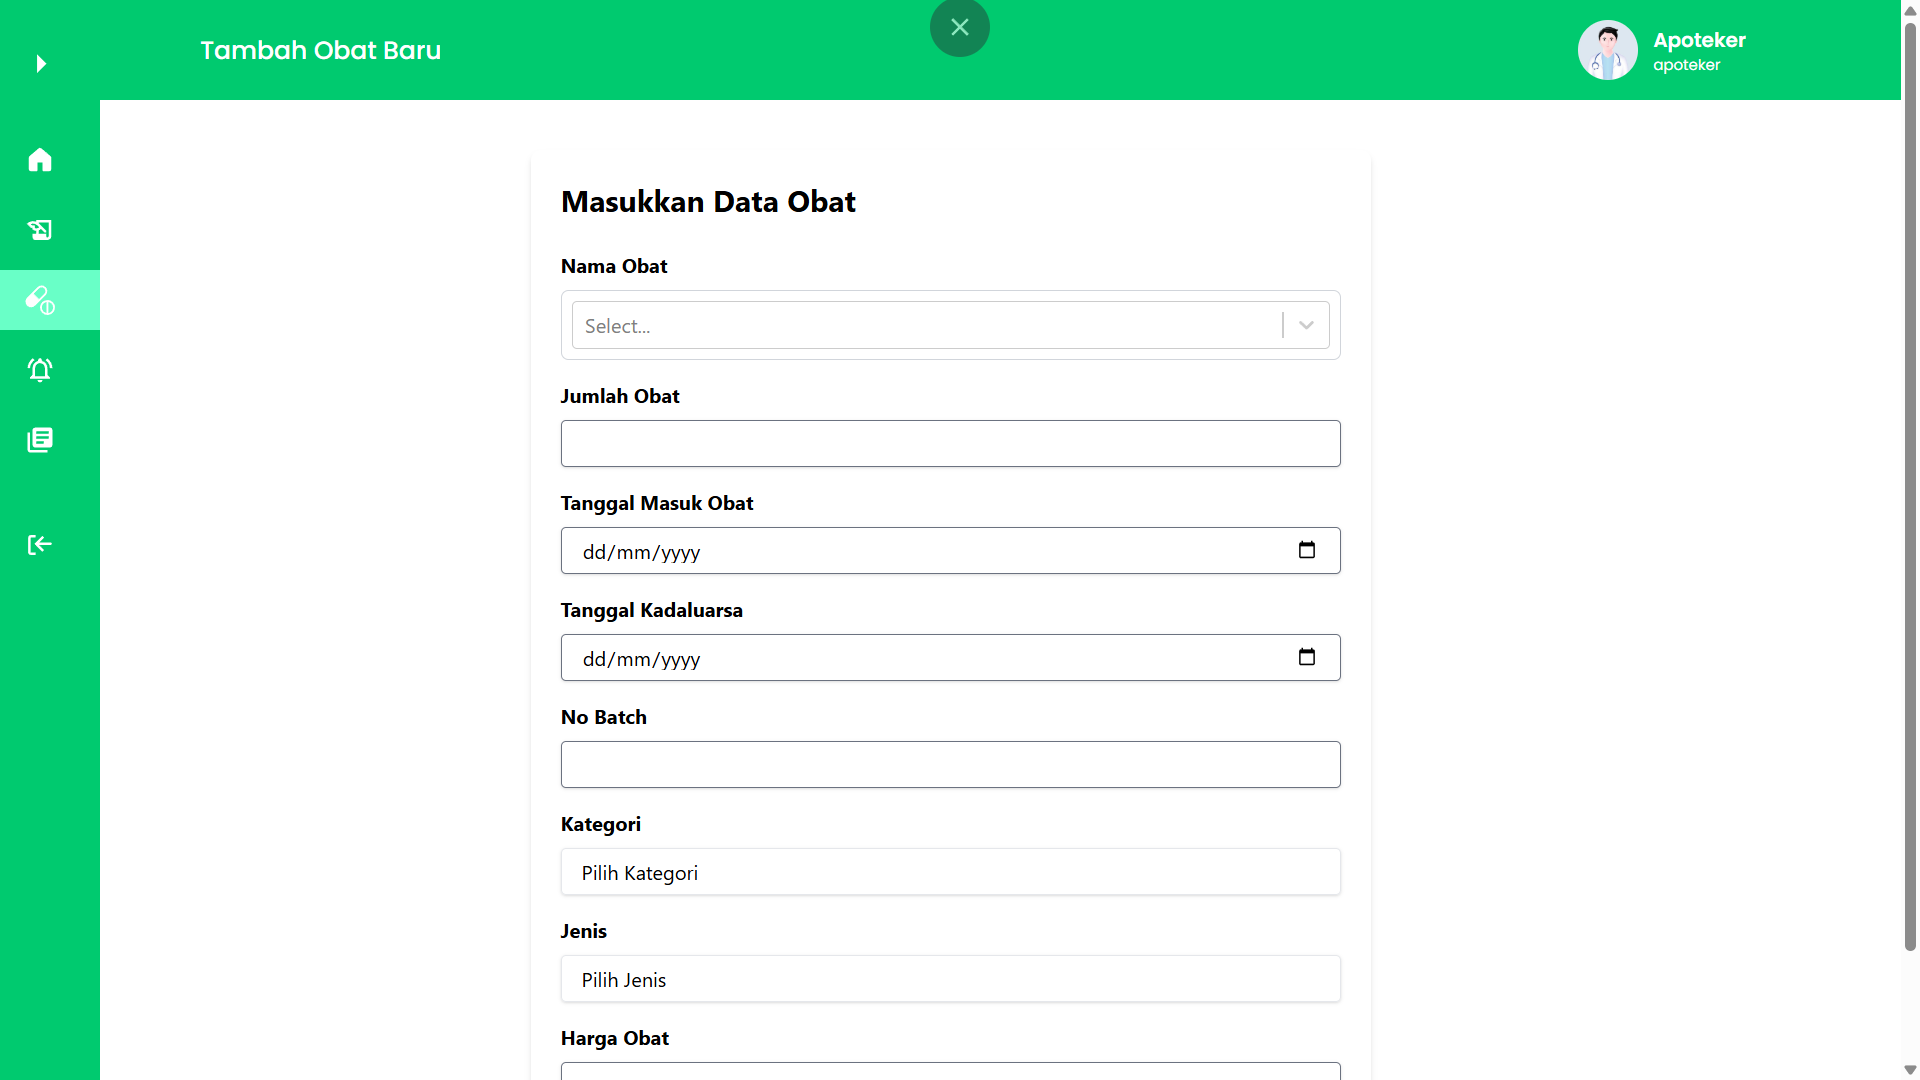 Tambah Obat Baru
Apoteker
apoteker
Masukkan Data Obat
Nama Obat
Select...
Jumlah Obat
Tanggal Masuk Obat
dd/mm/yyyy
Tanggal Kadaluarsa
dd/mm/yyyy
No Batch
Kategori
Pilih Kategori
Jenis
Pilih Jenis
Harga Obat